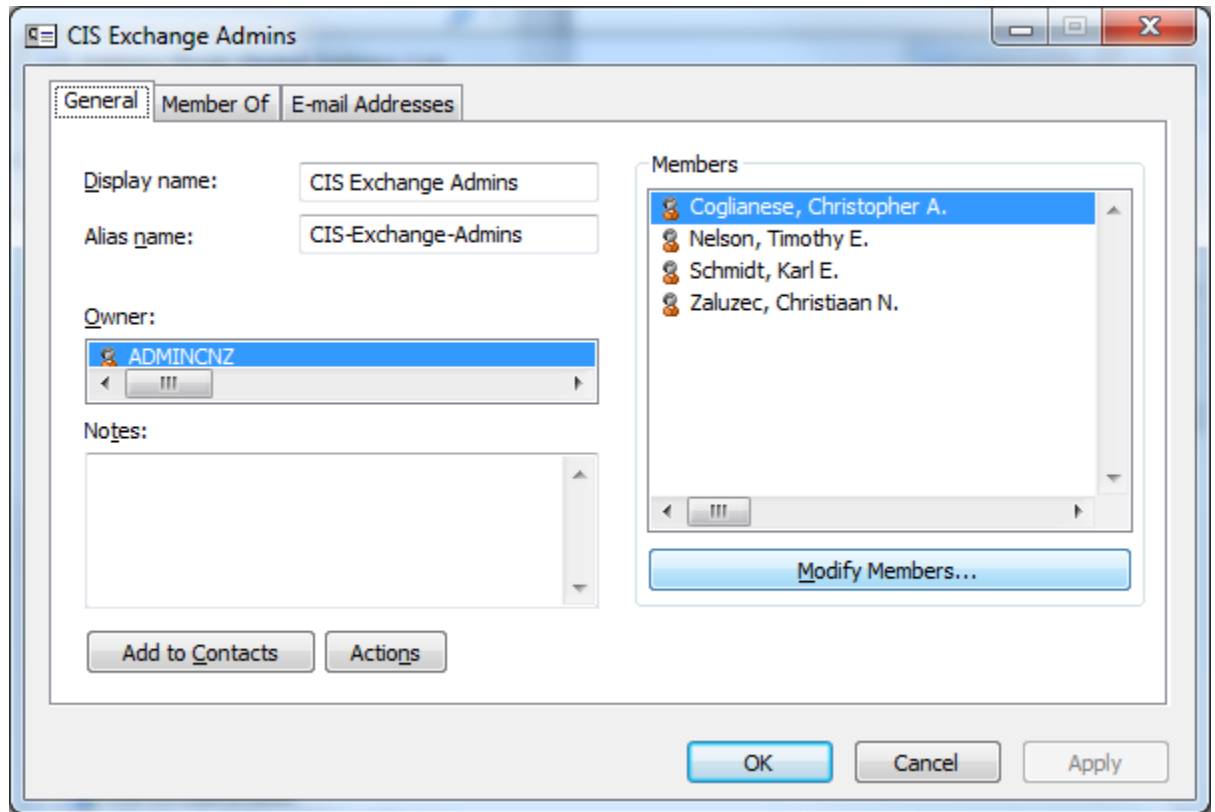 CIS Exchange Admins
General
Member Of
E-mail Addresses
Display name:
CIS Exchange Admins
Alias name:
CIS-Exchange-Admins
Owner:
ADMINCNZ
Notes:
Add to Contacts
Actions
Members
Coglianese, Christopher A.
Nelson, Timothy E.
Schmidt, Karl E.
Zaluzec, Christiaan N.
Modify Members...
OK
Cancel
Apply